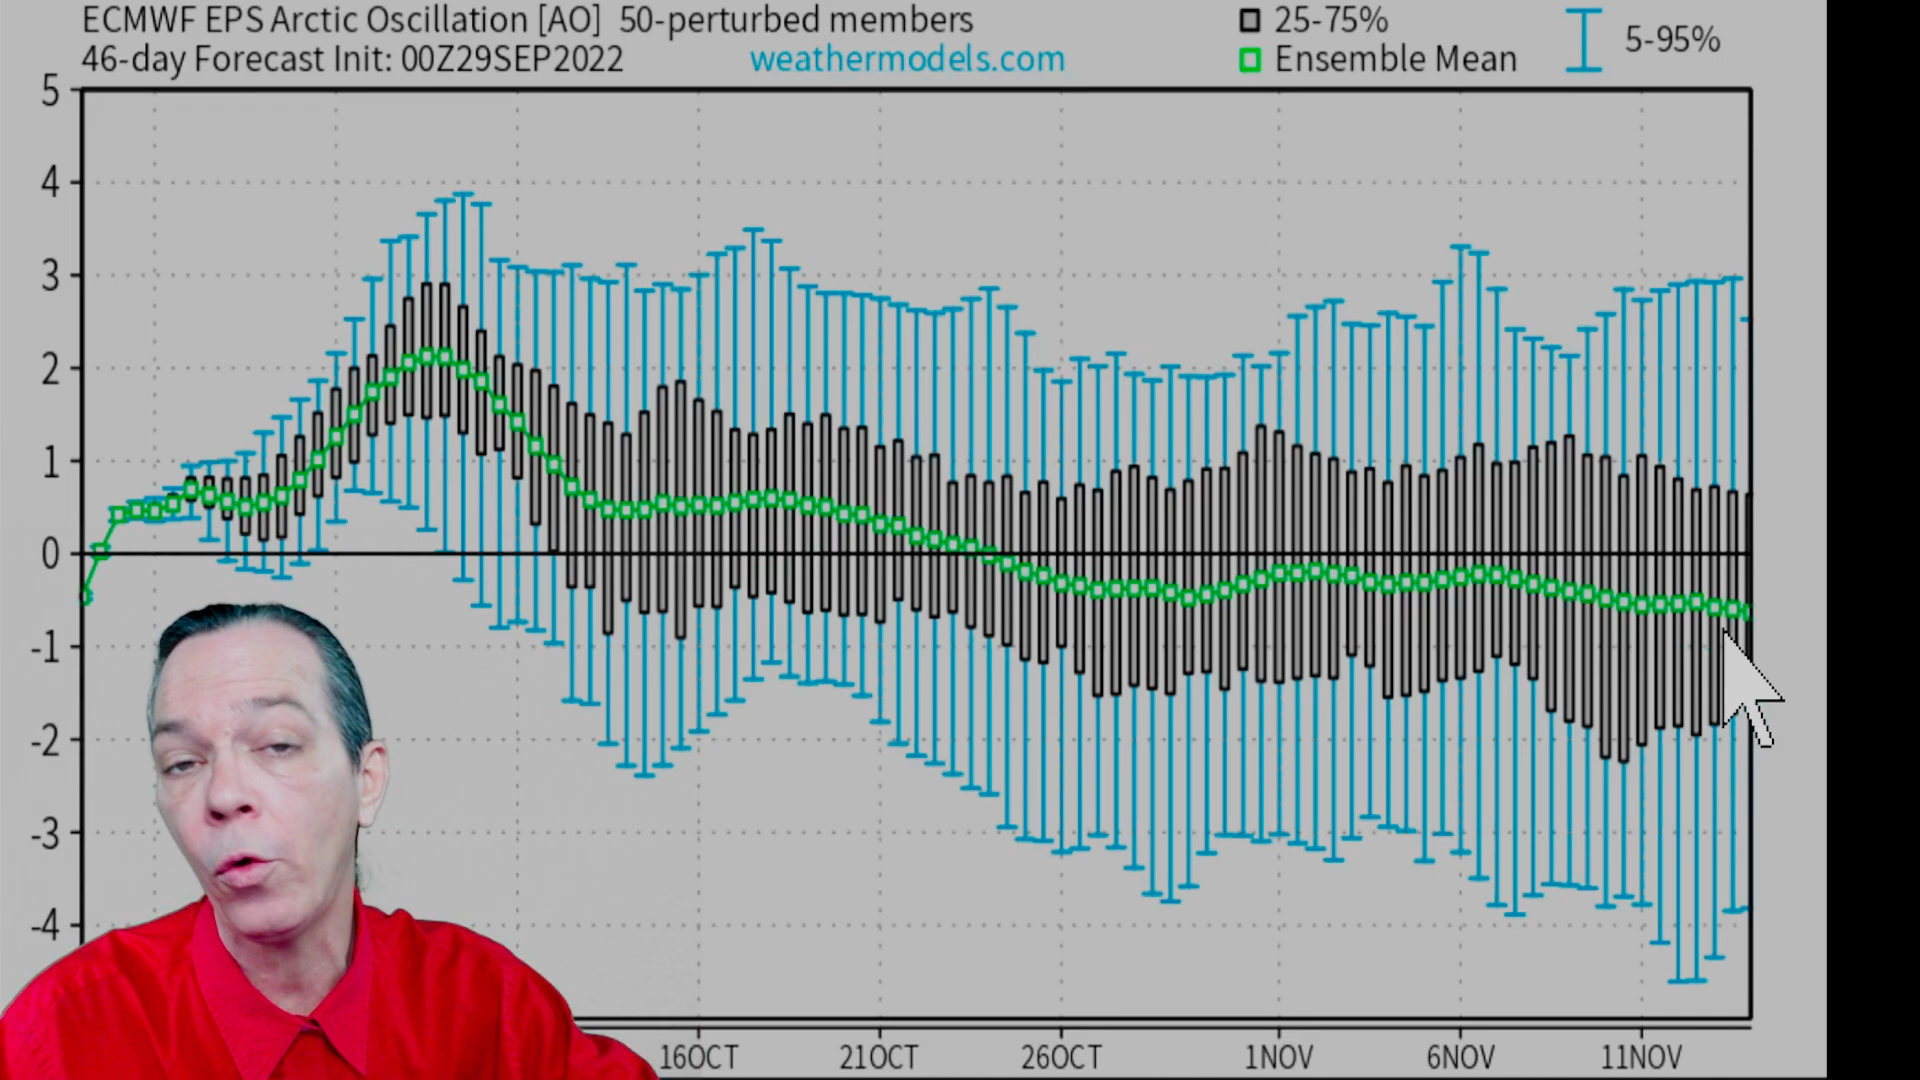 ECMWF EPS Arctic Oscillation [AO] 50-perturbed members
46-day Forecast Init: 00Z29SEP2022
weathermodels.com
25-75%
Ensemble Mean
5-95%
5
4
3
2
1
0
-1
-2
-3
-4
16OCT 21OCT 26OCT 1NOV 6NOV 11NOV